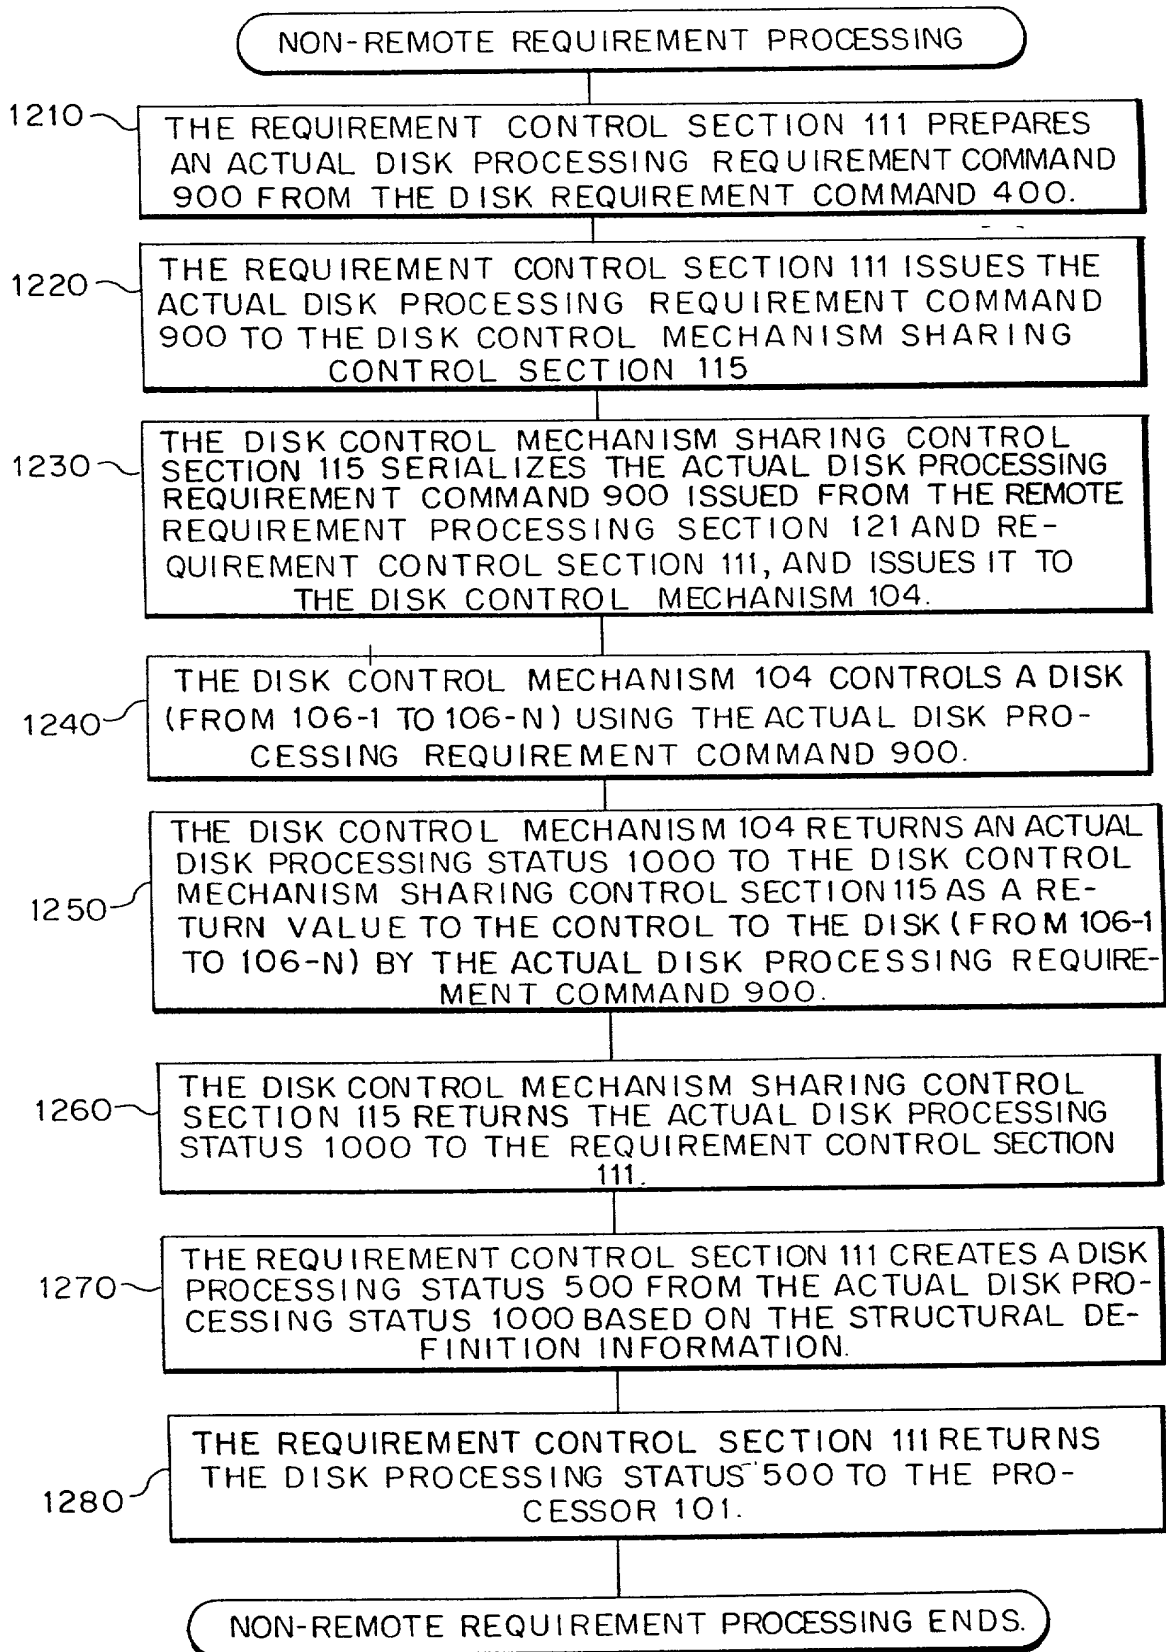 NON-REMOTE REQUIREMENT PROCESSING
1210
THE REQUIREMENT CONTROL SECTION 111 PREPARES
AN ACTUAL DISK PROCESSING REQUIREMENT COMMAND
900 FROM THE DISK REQUIREMENT COMMAND 400.
1220
THE REQUIREMENT CONTROL SECTION 111 ISSUES THE
ACTUAL DISK PROCESSING REQUIREMENT COMMAND
900 TO THE DISK CONTROL MECHANISM SHARING
CONTROL SECTION 115
1230
THE DISK CONTROL MECHANISM SHARING CONTROL
SECTION 115 SERIALIZES THE ACTUAL DISK PROCESSING
REQUIREMENT COMMAND 900 ISSUED FROM THE REMOTE
REQUIREMENT PROCESSING SECTION 121 AND RE-
QUIREMENT CONTROL SECTION 111, AND ISSUES IT TO
THE DISK CONTROL MECHANISM 104.
1240
THE DISK CONTROL MECHANISM 104 CONTROLS A DISK
(FROM 106-1 TO 106-N) USING THE ACTUAL DISK PRO-
CESSING REQUIREMENT COMMAND 900.
1250
THE DISK CONTROL MECHANISM 104 RETURNS AN ACTUAL
DISK PROCESSING STATUS 1000 TO THE DISK CONTROL
MECHANISM SHARING CONTROL SECTION 115 AS A RE-
TURN VALUE TO THE CONTROL TO THE DISK (FROM 106-1
TO 106-N) BY THE ACTUAL DISK PROCESSING REQUIRE-
MENT COMMAND 900.
1260
THE DISK CONTROL MECHANISM SHARING CONTROL
SECTION 115 RETURNS THE ACTUAL DISK PROCESSING
STATUS 1000 TO THE REQUIREMENT CONTROL SECTION
111.
1270
THE REQUIREMENT CONTROL SECTION 111 CREATES A DISK
PROCESSING STATUS 500 FROM THE ACTUAL DISK PRO-
CESSING STATUS 1000 BASED ON THE STRUCTURAL DE-
FINITION INFORMATION.
1280
THE REQUIREMENT CONTROL SECTION 111 RETURNS
THE DISK PROCESSING STATUS 500 TO THE PRO-
CESSOR 101.
NON-REMOTE REQUIREMENT PROCESSING ENDS.